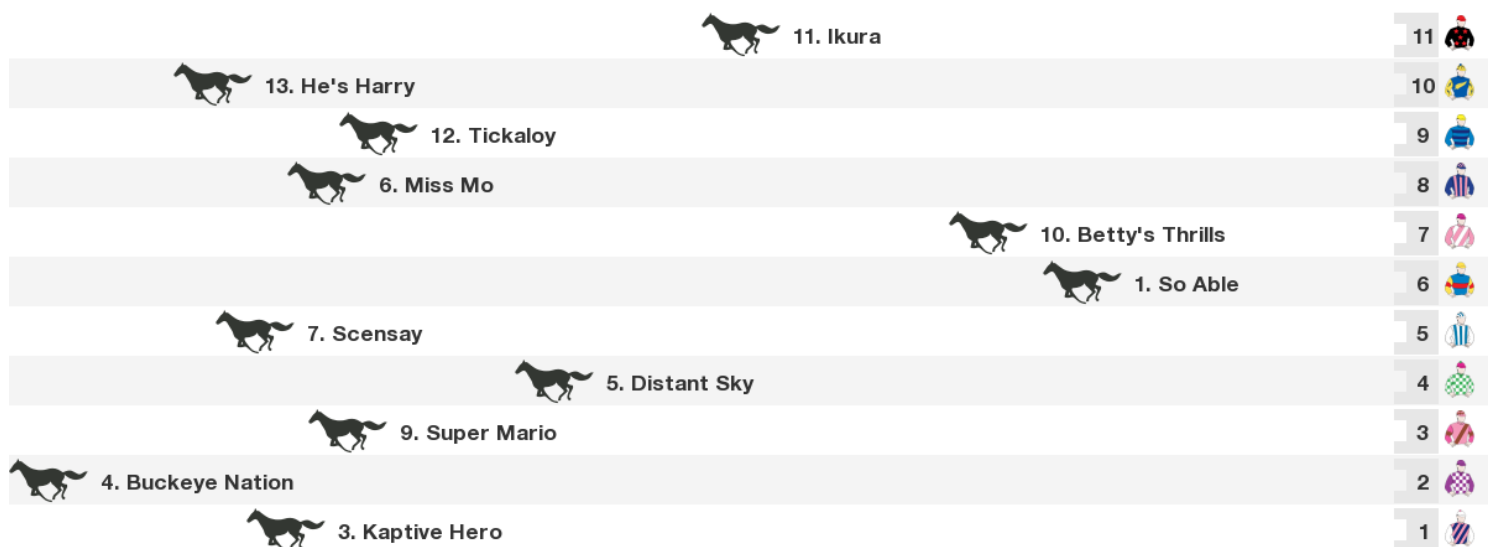 11. Ikura 11
13. He's Harry 10
12. Tickaloy 9
6. Miss Mo 8
10. Betty's Thrills 7
1. So Able 6
7. Scensay 5
5. Distant Sky 4
9. Super Mario 3
4. Buckeye Nation 2
3. Kaptive Hero 1